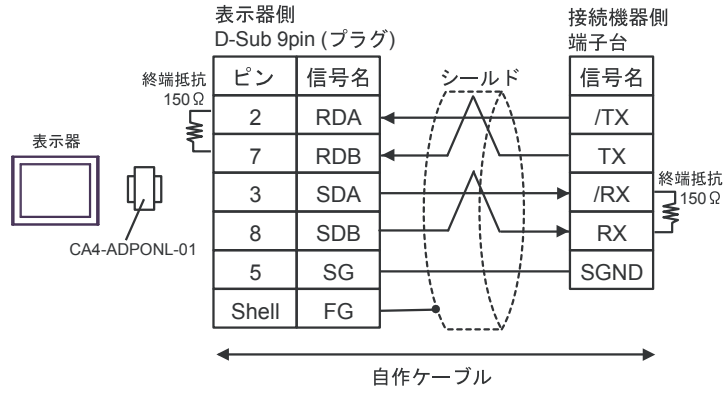 表示器側
D-Sub 9pin (プラグ)
接続機器側
端子台
終端抵抗
150Ω
ピン 信号名
シールド
信号名
2 RDA /TX
7 RDB TX
3 SDA /RX
8 SDB RX
5 SG SGND
Shell FG
終端抵抗
150Ω
表示器
CA4-ADPONL-01
自作ケーブル